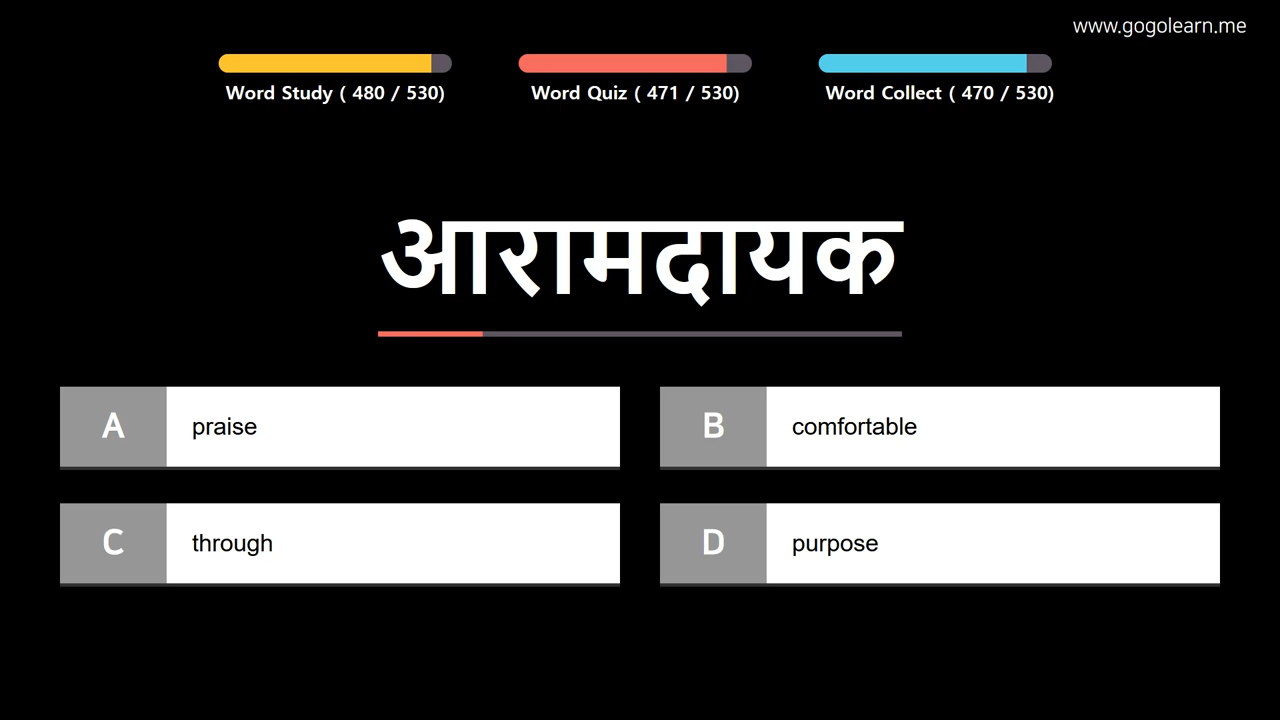 www.gogolearn.me
Word Study ( 480 / 530)
Word Quiz ( 471 / 530)
Word Collect ( 470 / 530)
आरामदायक
A praise
B comfortable
C through
D purpose